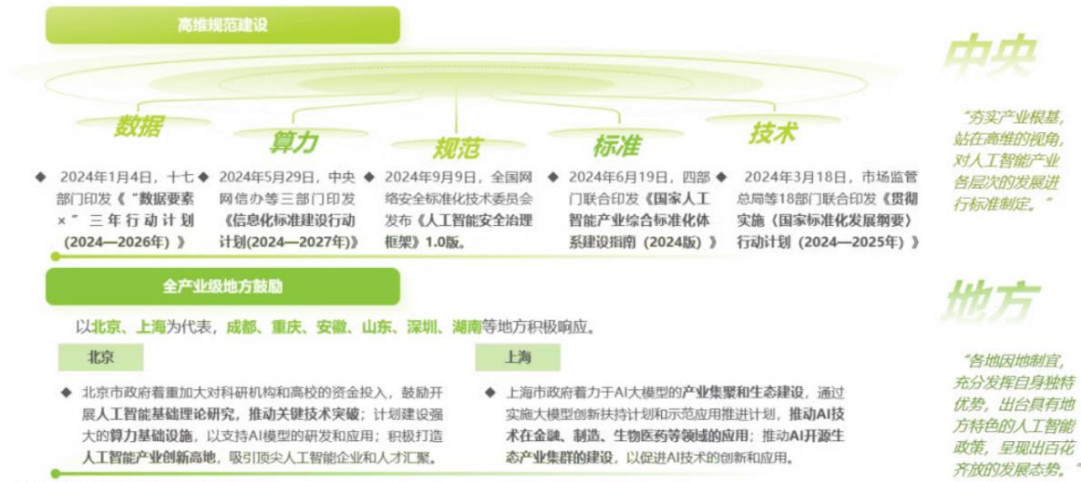 高维规范建设
中央
“夯实产业根基，
站在高维的视角，
对人工智能产业
各层次的发展进
行标准制定。”
数据
◆ 2024年1月4日，十七
部门印发《“数据要素
×”三年行动计划
(2024—2026年) 》
算力
◆ 2024年5月29日，中央
网信办等三部门印发
《信息化标准建设行动
计划(2024—2027年)》
规范
◆ 2024年9月9日，全国网
络安全标准化技术委员会
发布《人工智能安全治理
框架》1.0版。
标准
◆ 2024年6月19日，四部
门联合印发《国家人工
智能产业综合标准化体
系建设指南 (2024版) 》
技术
◆ 2024年3月18日，市场监管
总局等18部门联合印发《贯彻
实施〈国家标准化发展纲要〉
行动计划 (2024—2025年) 》
全产业级地方鼓励
地方
“各地因地制宜，
充分发挥自身独特
优势，出台具有地
方特色的人工智能
政策，呈现出百花
齐放的发展态势。”
以北京、上海为代表，成都、重庆、安徽、山东、深圳、湖南等地方积极响应。
北京
◆ 北京市政府着重加大对科研机构和高校的资金投入，鼓励开
展人工智能基础理论研究，推动关键技术突破；计划建设强
大的算力基础设施，以支持AI模型的研发和应用；积极打造
人工智能产业创新高地，吸引顶尖人工智能企业和人才汇聚。
上海
◆ 上海市政府着力于AI大模型的产业集聚和生态建设，通过
实施大模型创新扶持计划和示范应用推进计划，推动AI技
术在金融、制造、生物医药等领域的应用；推动AI开源生
态产业集群的建设，以促进AI技术的创新和应用。